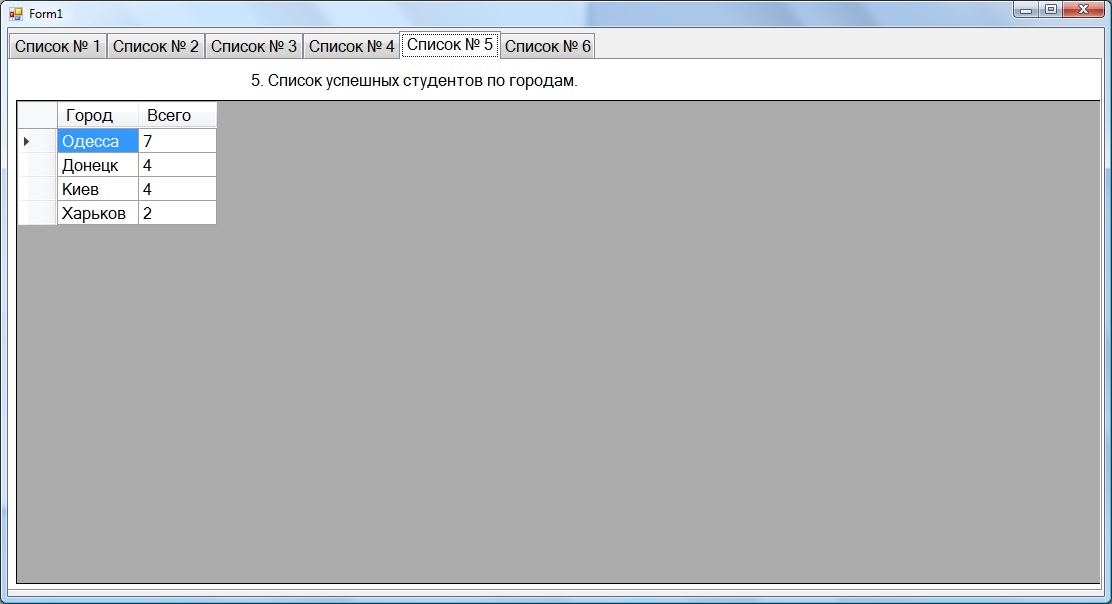 Form1
Список № 1 Список № 2 Список № 3 Список № 4 Список № 5 Список № 6
5. Список успешных студентов по городам.
Город Всего
Одесса 7
Донецк 4
Киев 4
Харьков 2